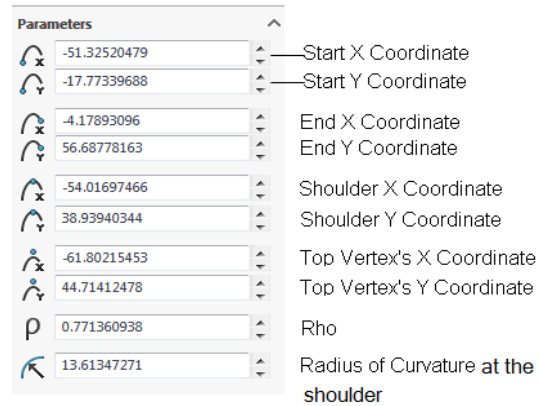 Parameters
-51.32520479 Start X Coordinate
-17.77339688 Start Y Coordinate
-4.17893096 End X Coordinate
56.68778163 End Y Coordinate
-54.01697466 Shoulder X Coordinate
38.93940344 Shoulder Y Coordinate
-61.80215453 Top Vertex's X Coordinate
44.71412478 Top Vertex's Y Coordinate
ρ 0.771360938 Rho
13.61347271 Radius of Curvature at the
shoulder